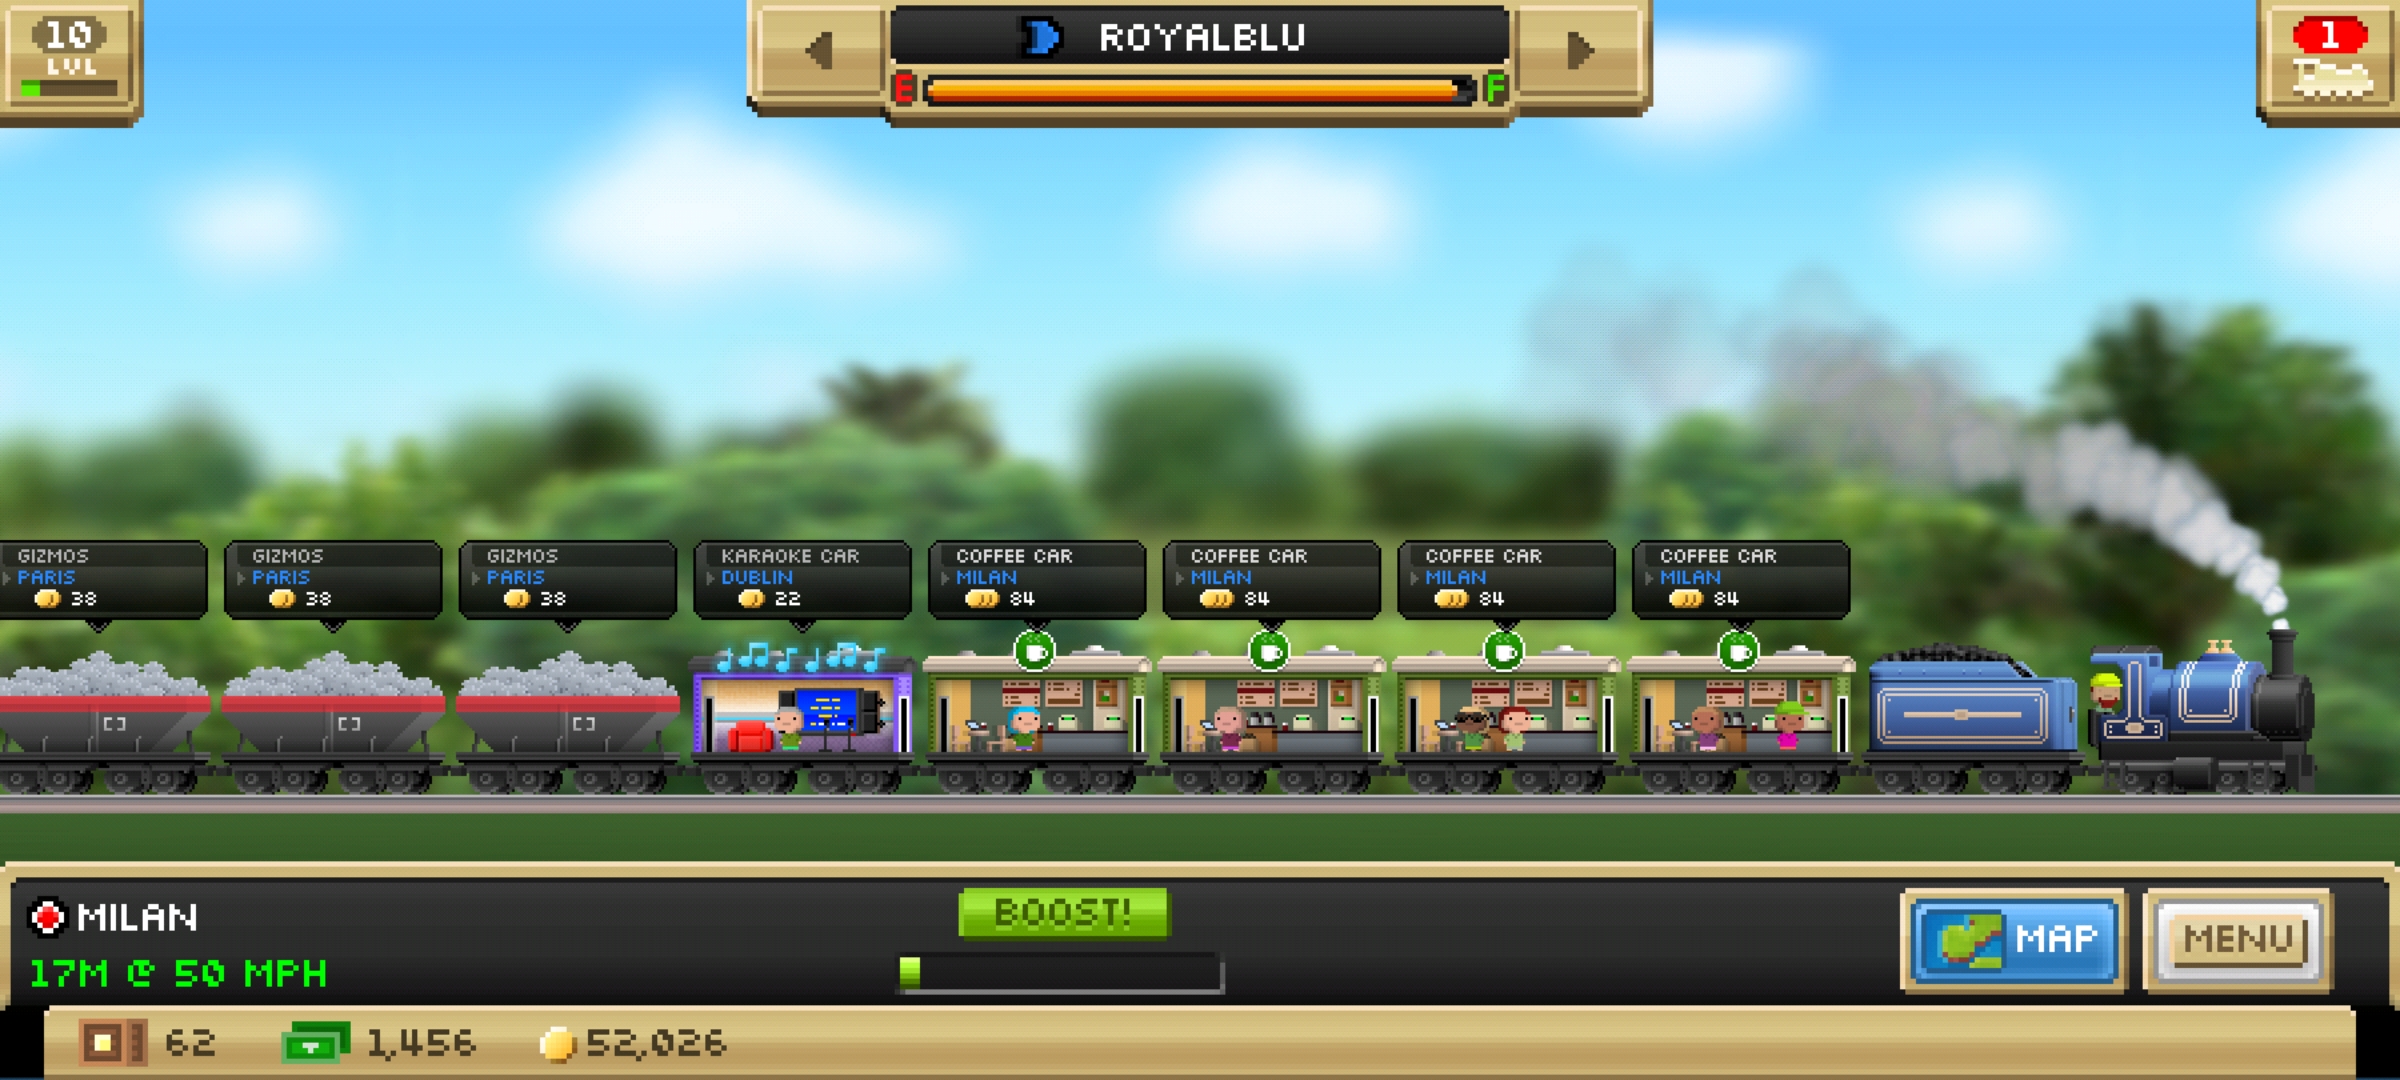 10
LVL
ROYALBLU
E
F
1
GIZMOS
PARIS
38
GIZMOS
PARIS
38
GIZMOS
PARIS
38
KARAOKE CAR
DUBLIN
22
COFFEE CAR
MILAN
84
COFFEE CAR
MILAN
84
COFFEE CAR
MILAN
84
COFFEE CAR
MILAN
84
MILAN
17M @ 50 MPH
BOOST!
MAP
MENU
62
1,456
52,026